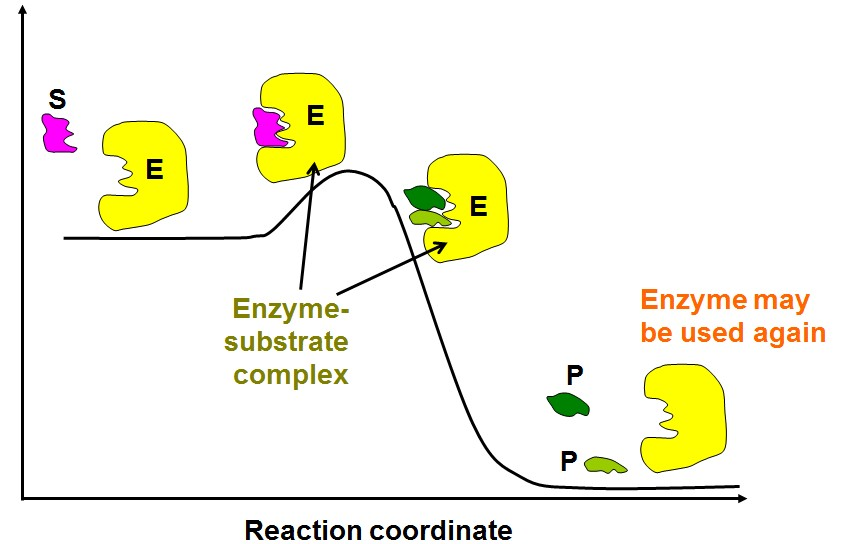 S
E
E
E
Enzyme-
substrate
complex
Enzyme may
be used again
P
P
Reaction coordinate